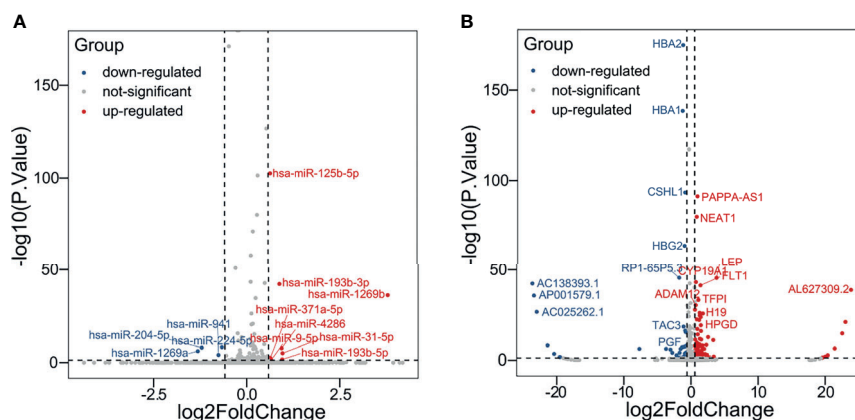 A
Group
down-regulated
not-significant
up-regulated
150
100
50
0
-log10(P.Value)
hsa-miR-125b-5p
hsa-miR-193b-3p
hsa-miR-1269b
hsa-miR-371a-5p
hsa-miR-941
hsa-miR-4286
hsa-miR-204-5p
hsa-miR-224-5p
hsa-miR-9-5p
hsa-miR-31-5p
hsa-miR-1269a
hsa-miR-193b-5p
-2.5
0.0
2.5
log2FoldChange
B
Group
down-regulated
not-significant
up-regulated
150
100
50
0
-log10(P.Value)
HBA2
HBA1
CSHL1
PAPPA-AS1
NEAT1
HBG2
LEP
RP1-65P5.3
CYP19A1
FLT1
AC138393.1
AL627309.2
AP001579.1
ADAM12
TFPI
AC025262.1
H19
TAC3
HPGD
PGF
-20
-10
0
10
20
log2FoldChange